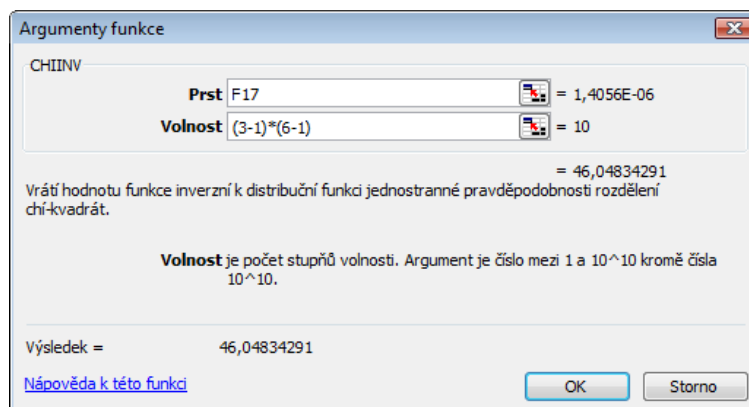 Argumenty funkce
CHIINV
Prst F17 = 1,4056E-06
Volnost (3-1)*(6-1) = 10
= 46,04834291
Vrátí hodnotu funkce inverzní k distribuční funkci jednostranné pravděpodobnosti rozdělení
chí-kvadrát.
Volnost je počet stupňů volnosti. Argument je číslo mezi 1 a 10^10 kromě čísla
10^10.
Výsledek = 46,04834291
Nápověda k této funkci OK Storno